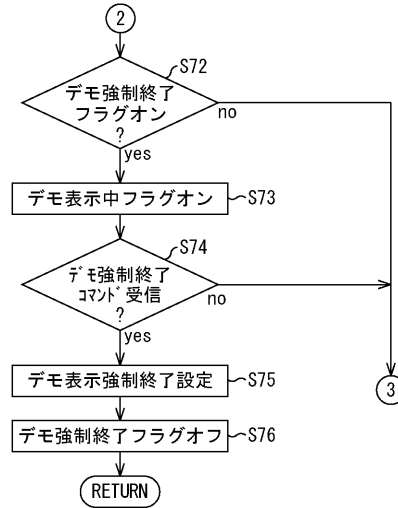 2
S72
デモ強制終了
フラグオン
?
no
yes
デモ表示中フラグオン
S73
S74
ﾃﾞﾓ強制終了
ｺﾏﾝﾄﾞ受信
?
no
yes
デモ表示強制終了設定
S75
3
デモ強制終了フラグオフ
S76
RETURN